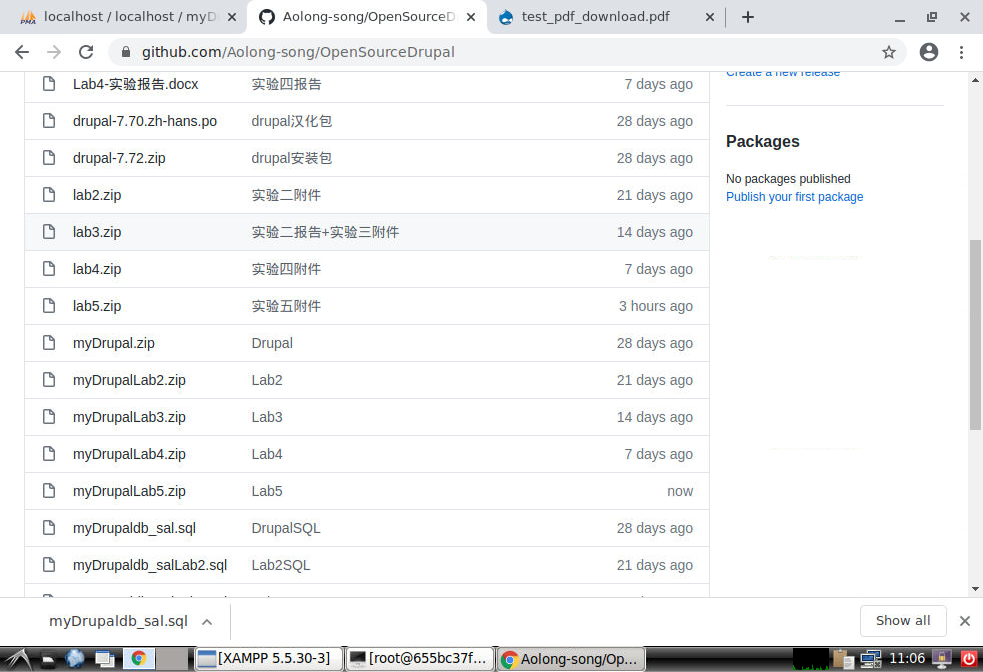 localhost / localhost / myD
Aolong-song/OpenSourceD
test_pdf_download.pdf
github.com/Aolong-song/OpenSourceDrupal
Lab4-实验报告.docx 实验四报告 7 days ago
Create a new release
drupal-7.70.zh-hans.po drupal汉化包 28 days ago
drupal-7.72.zip drupal安装包 28 days ago
lab2.zip 实验二附件 21 days ago
lab3.zip 实验二报告+实验三附件 14 days ago
lab4.zip 实验四附件 7 days ago
lab5.zip 实验五附件 3 hours ago
myDrupal.zip Drupal 28 days ago
myDrupalLab2.zip Lab2 21 days ago
myDrupalLab3.zip Lab3 14 days ago
myDrupalLab4.zip Lab4 7 days ago
myDrupalLab5.zip Lab5 now
myDrupaldb_sal.sql DrupalSQL 28 days ago
myDrupaldb_salLab2.sql Lab2SQL 21 days ago
Packages
No packages published
Publish your first package
myDrupaldb_sal.sql
Show all
[XAMPP 5.5.30-3]
[root@655bc37f...
Aolong-song/Op...
11:06